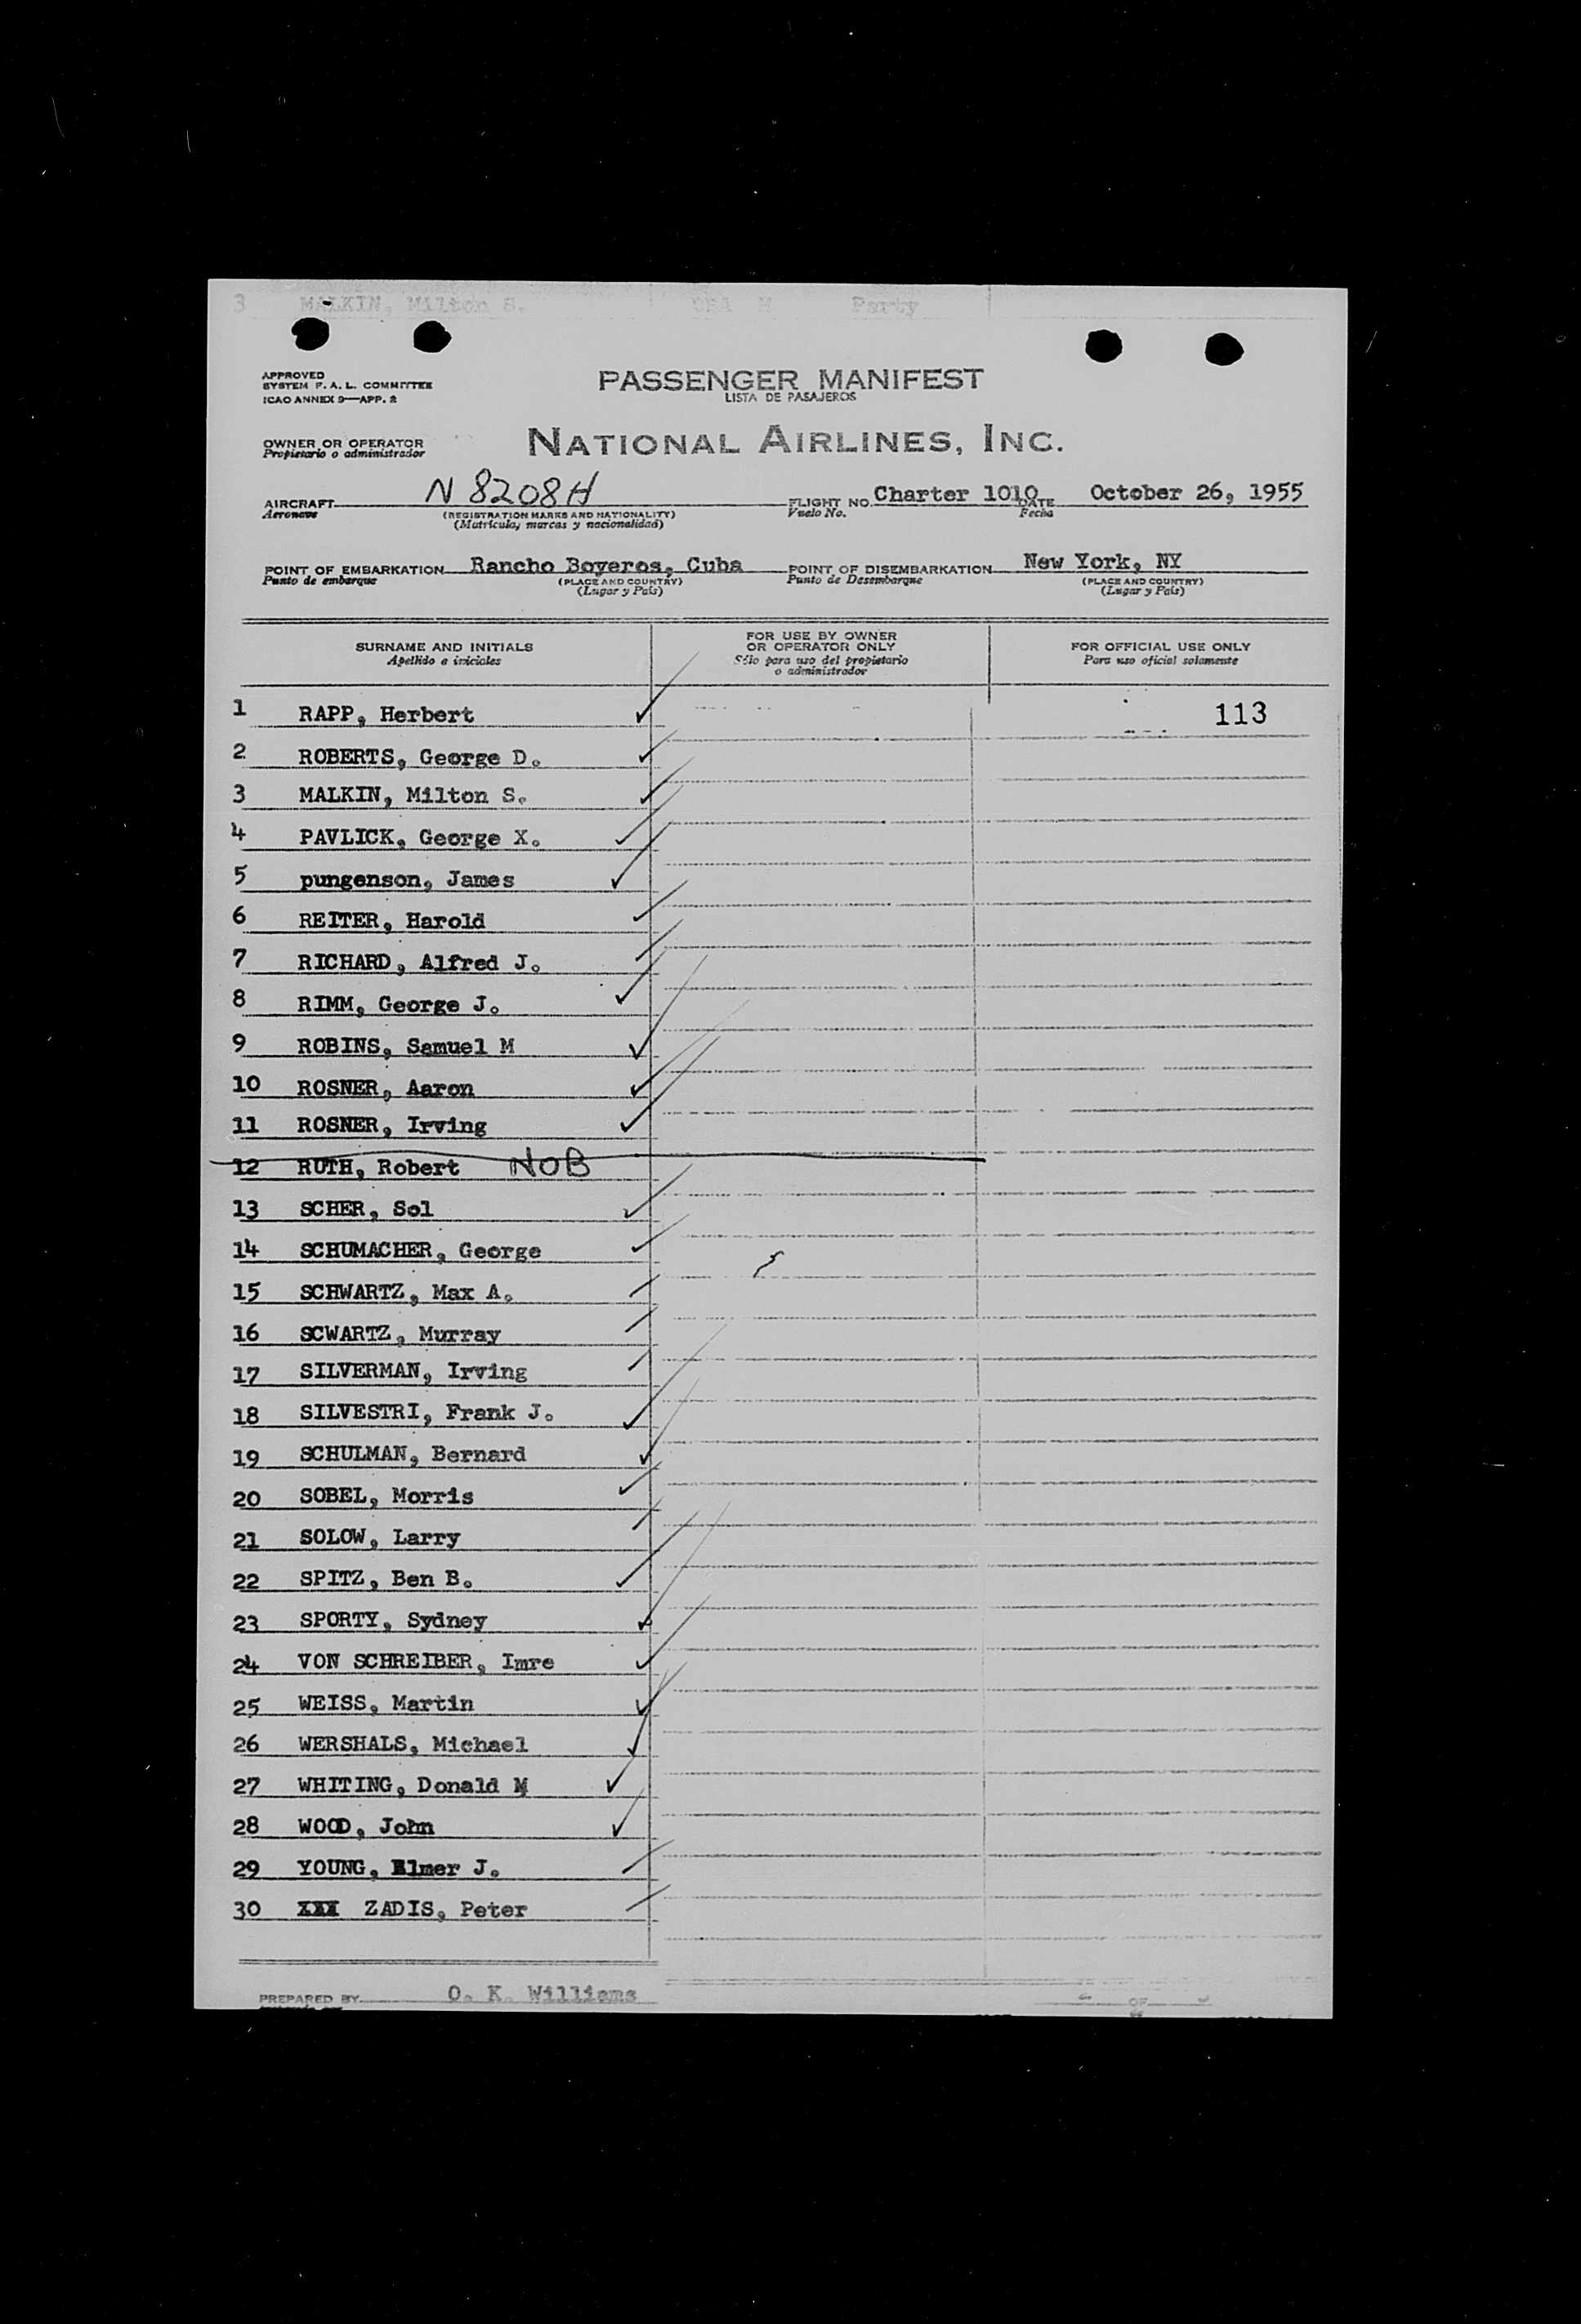 3 MALKIN, Milton S. USA M Party
APPROVED
SYSTEM F. A. L. COMMITTEE
ICAO ANNEX 9—APP. 2
PASSENGER MANIFEST
LISTA DE PASAJEROS
OWNER OR OPERATOR
Propietario o administrador
NATIONAL AIRLINES, INC.
AIRCRAFT N 8208H FLIGHT NO. Charter 1010 DATE October 26, 1955
Aeronave (REGISTRATION MARKS AND NATIONALITY) Vuelo No. Fecha
(Matrícula, marcas y nacionalidad)
POINT OF EMBARKATION Rancho Boyeros, Cuba POINT OF DISEMBARKATION New York, NY
Punto de embarque (PLACE AND COUNTRY) Punto de Desembarque (PLACE AND COUNTRY)
(Lugar y País) (Lugar y País)
SURNAME AND INITIALS
Apellido e iniciales
FOR USE BY OWNER
OR OPERATOR ONLY
Sólo para uso del propietario
o administrador
FOR OFFICIAL USE ONLY
Para uso oficial solamente
1 RAPP, Herbert 113
2 ROBERTS, George D.
3 MALKIN, Milton S.
4 PAVLICK, George X.
5 pungenson, James
6 REITER, Harold
7 RICHARD, Alfred J.
8 RIMM, George J.
9 ROBINS, Samuel M
10 ROSNER, Aaron
11 ROSNER, Irving
12 RUTH, Robert NOB
13 SCHER, Sol
14 SCHUMACHER, George
15 SCHWARTZ, Max A.
16 SCWARTZ, Murray
17 SILVERMAN, Irving
18 SILVESTRI, Frank J.
19 SCHULMAN, Bernard
20 SOBEL, Morris
21 SOLOW, Larry
22 SPITZ, Ben B.
23 SPORTY, Sydney
24 VON SCHREIBER, Imre
25 WEISS, Martin
26 WERSHALS, Michael
27 WHITING, Donald M
28 WOOD, John
29 YOUNG, Elmer J.
30 XXX ZADIS, Peter
PREPARED BY O. K. Williams
OF